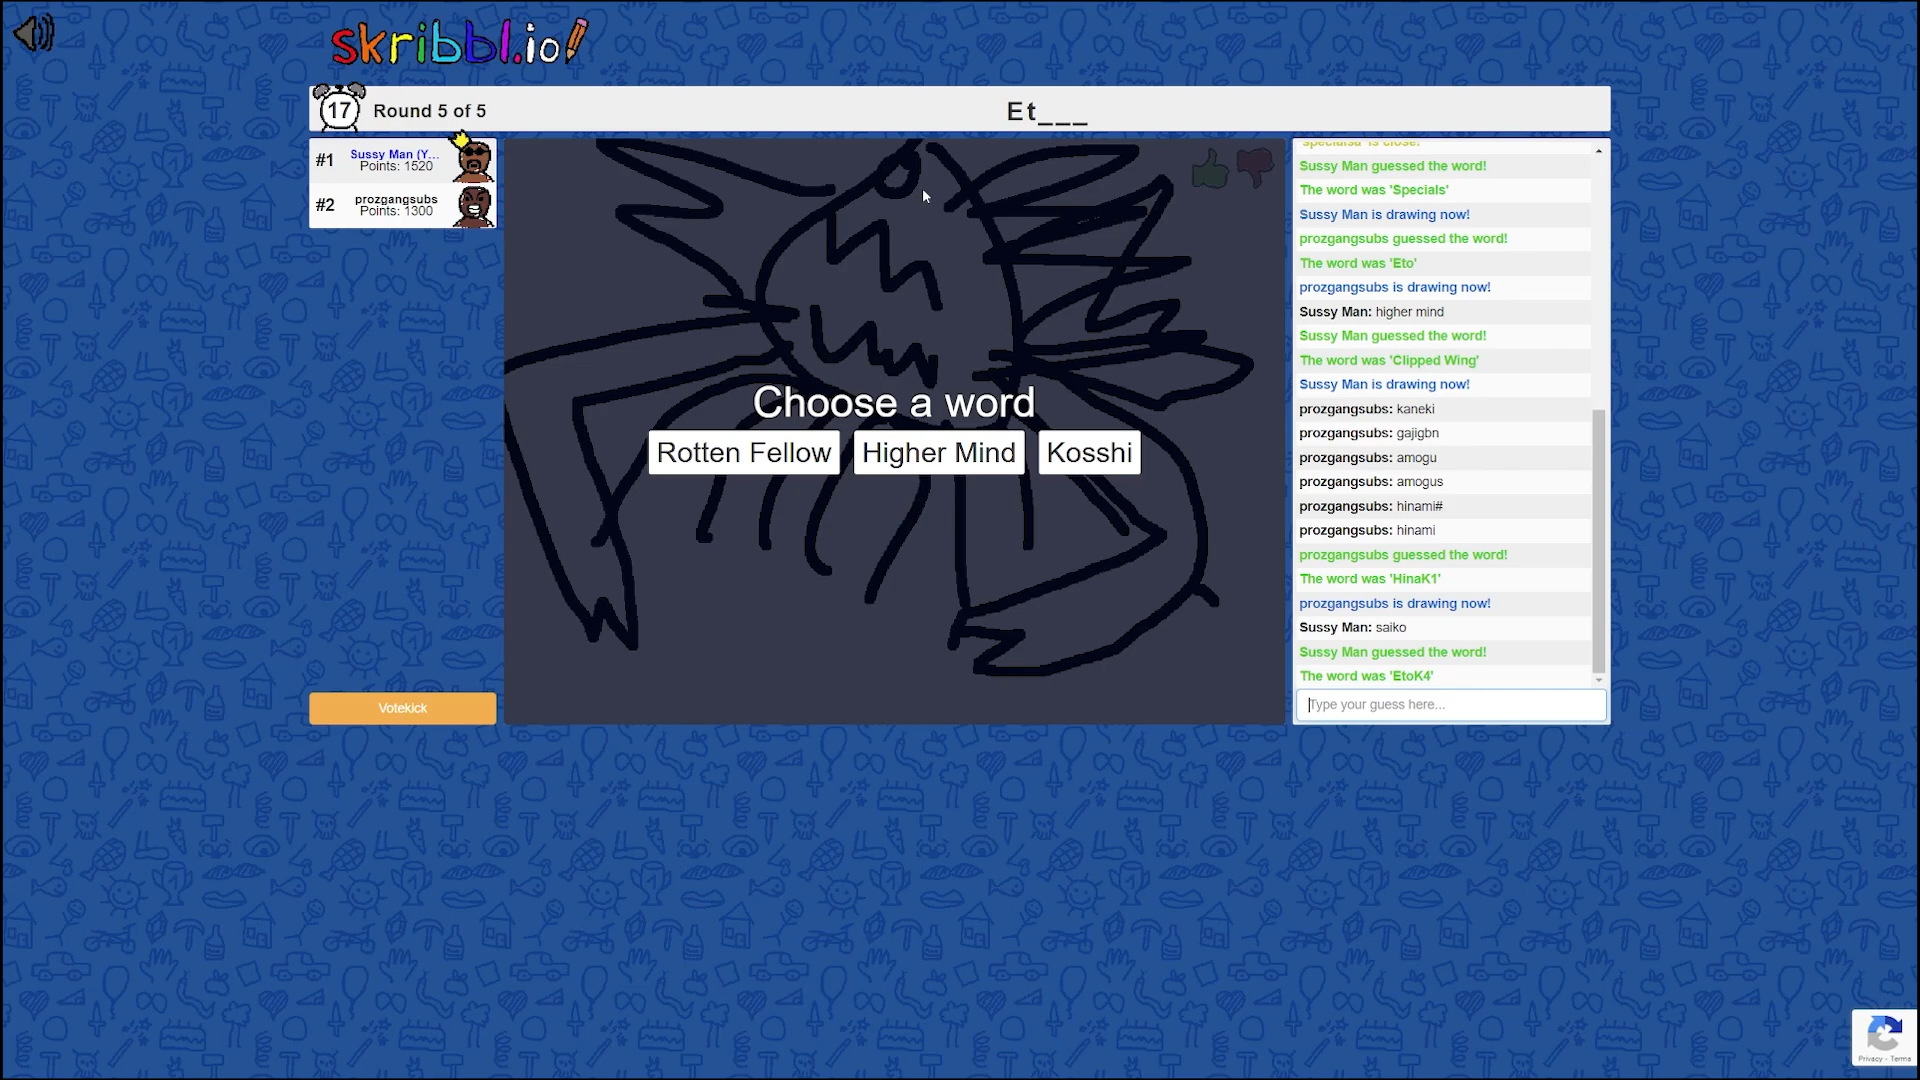 skribbl.io
17
Round 5 of 5
Et___
#1
Sussy Man (Y...
Points: 1520
#2
prozgangsubs
Points: 1300
Votekick
Choose a word
Rotten Fellow
Higher Mind
Kosshi
Sussy Man guessed the word!
The word was 'Specials'
Sussy Man is drawing now!
prozgangsubs guessed the word!
The word was 'Eto'
prozgangsubs is drawing now!
Sussy Man: higher mind
Sussy Man guessed the word!
The word was 'Clipped Wing'
Sussy Man is drawing now!
prozgangsubs: kaneki
prozgangsubs: gajigbn
prozgangsubs: amogu
prozgangsubs: amogus
prozgangsubs: hinami#
prozgangsubs: hinami
prozgangsubs guessed the word!
The word was 'HinaK1'
prozgangsubs is drawing now!
Sussy Man: saiko
Sussy Man guessed the word!
The word was 'EtoK4'
Type your guess here...
Privacy - Terms